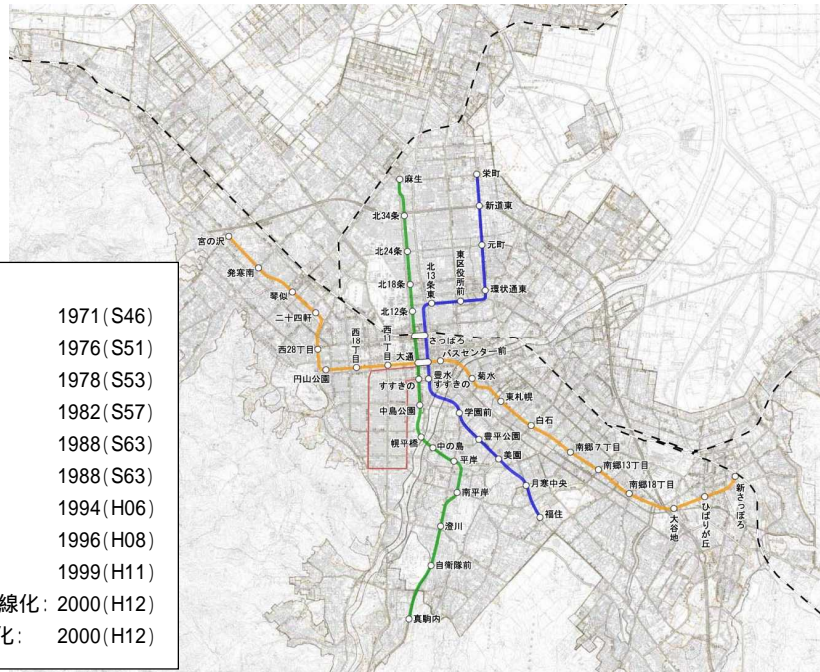 1971(S46)
1976(S51)
1978(S53)
1982(S57)
1988(S63)
1988(S63)
1994(H06)
1996(H08)
1999(H11)
線化: 2000(H12)
化: 2000(H12)
麻生
北34条
北24条
北18条
北12条
さっぽろ
大通
すすきの
中島公園
幌平橋
中の島
平岸
南平岸
澄川
自衛隊前
真駒内
栄町
新道東
元町
環状通東
東区役所前
北13条東
豊水
すすきの
学園前
豊平公園
美園
月寒中央
福住
宮の沢
発寒南
琴似
二十四軒
西28丁目
円山公園
西18丁目
西11丁目
バスセンター前
菊水
東札幌
白石
南郷7丁目
南郷13丁目
南郷18丁目
大谷地
ひばりが丘
新さっぽろ